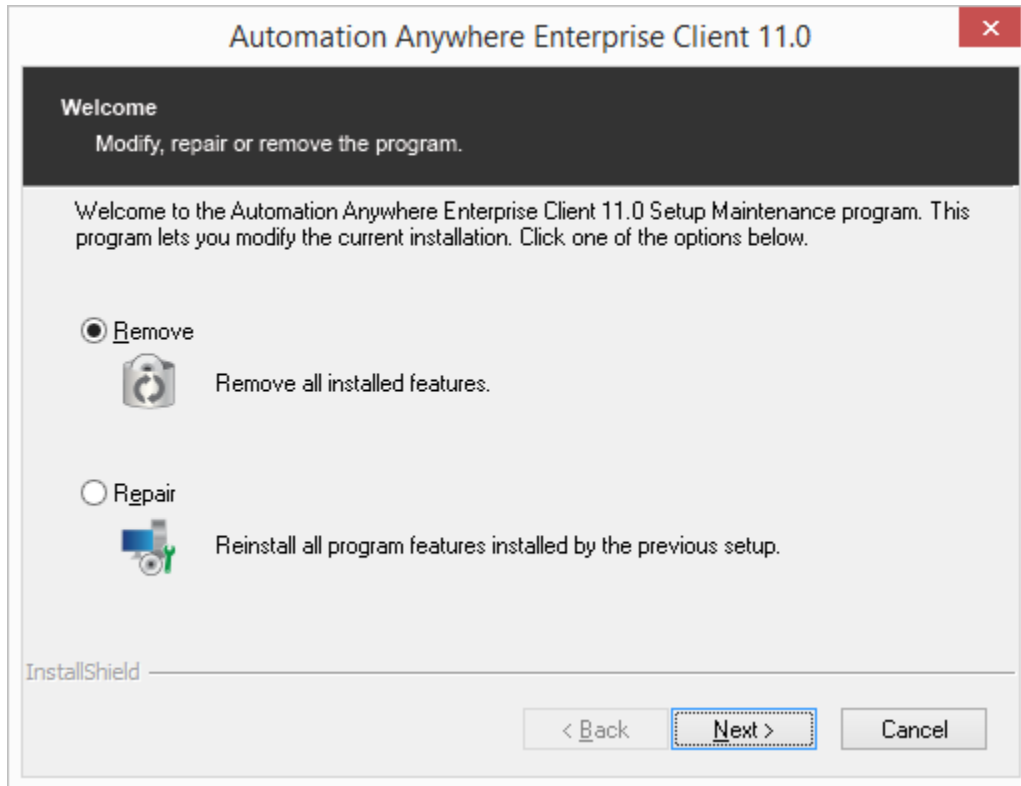 Automation Anywhere Enterprise Client 11.0
Welcome
Modify, repair or remove the program.
Welcome to the Automation Anywhere Enterprise Client 11.0 Setup Maintenance program. This
program lets you modify the current installation. Click one of the options below.
Remove
Remove all installed features.
Repair
Reinstall all program features installed by the previous setup.
InstallShield
< Back
Next >
Cancel